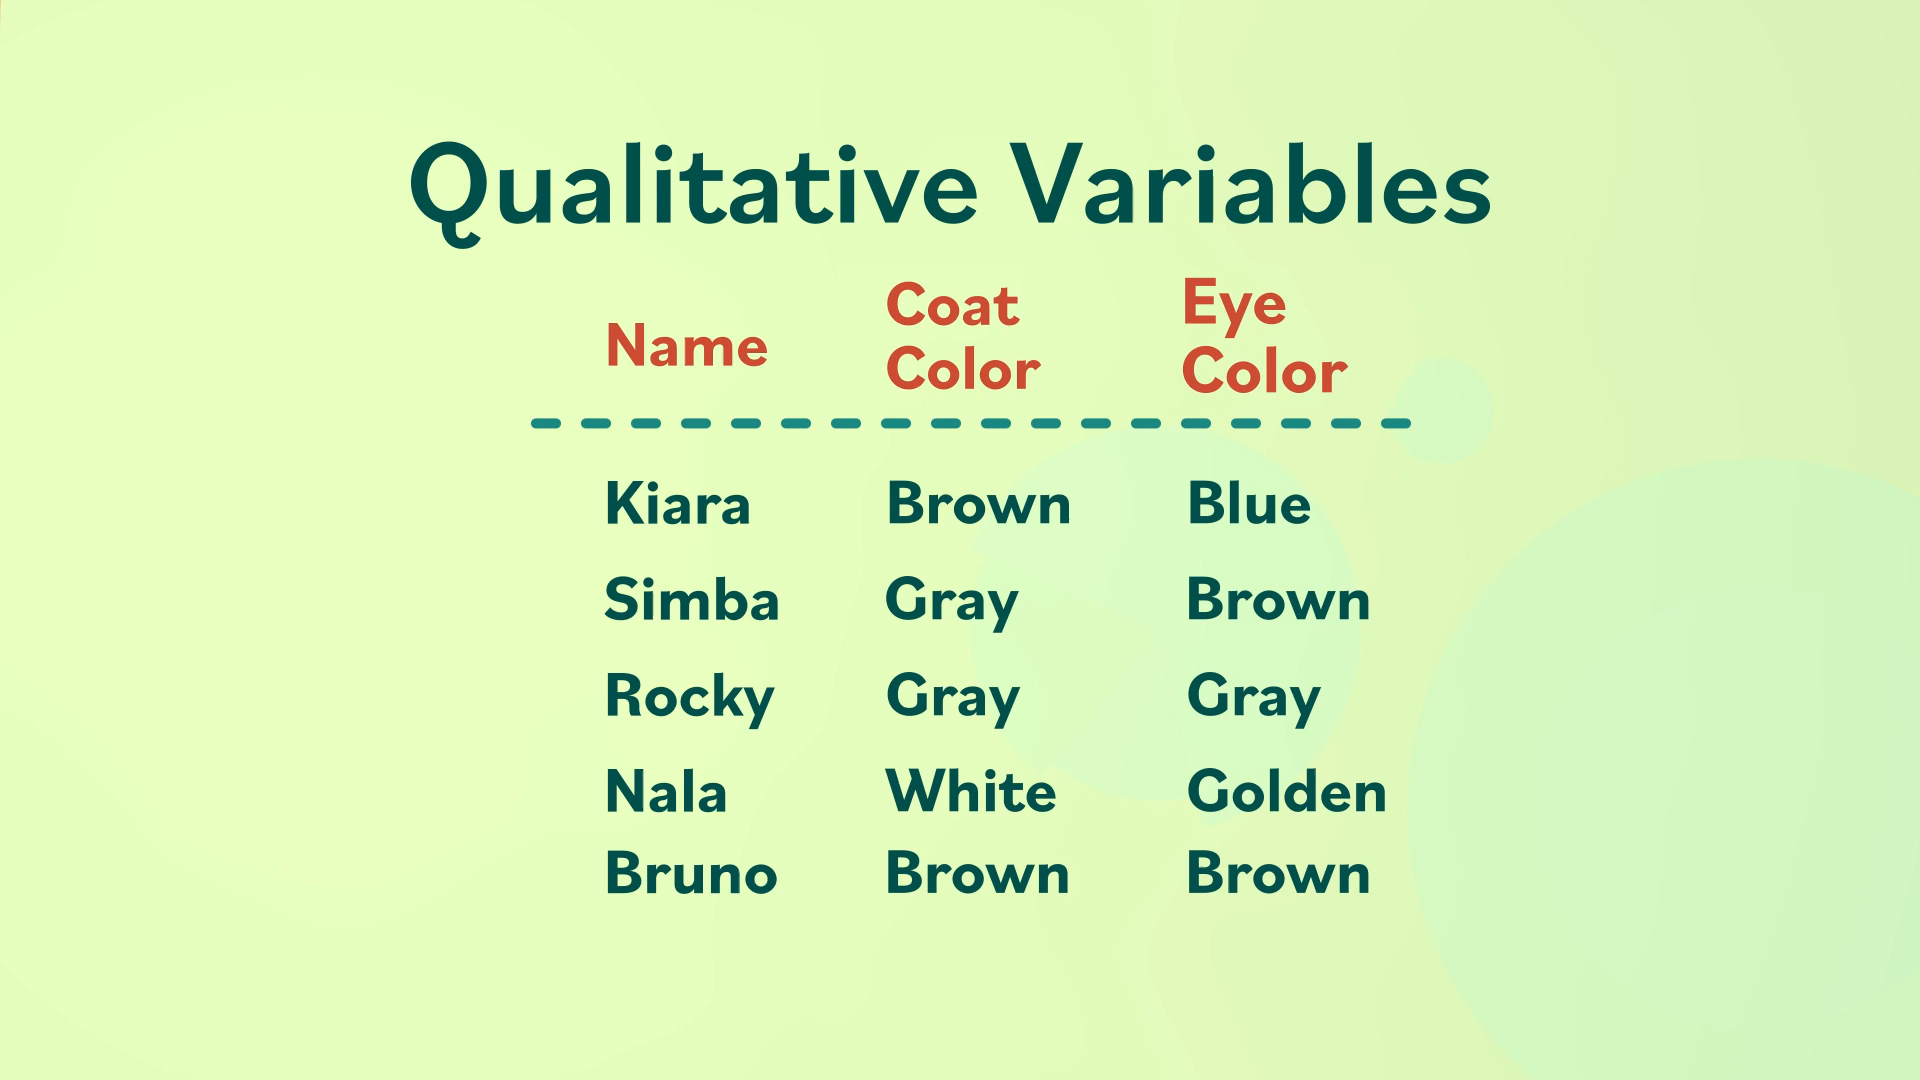 Qualitative Variables
Name Coat Color Eye Color
Kiara Brown Blue
Simba Gray Brown
Rocky Gray Gray
Nala White Golden
Bruno Brown Brown